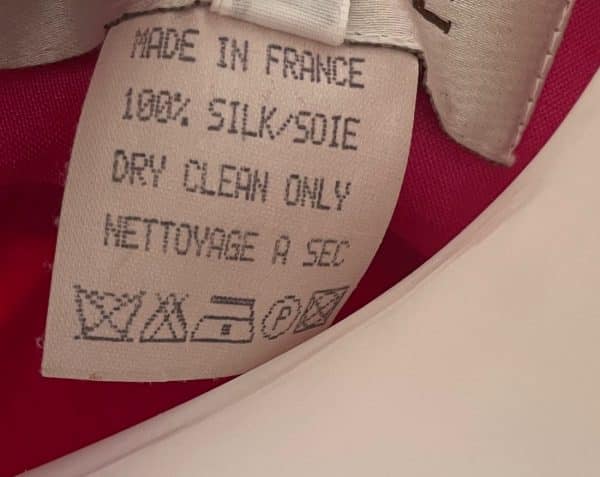 MADE IN FRANCE
100% SILK/SOIE
DRY CLEAN ONLY
NETTOYAGE A SEC
P